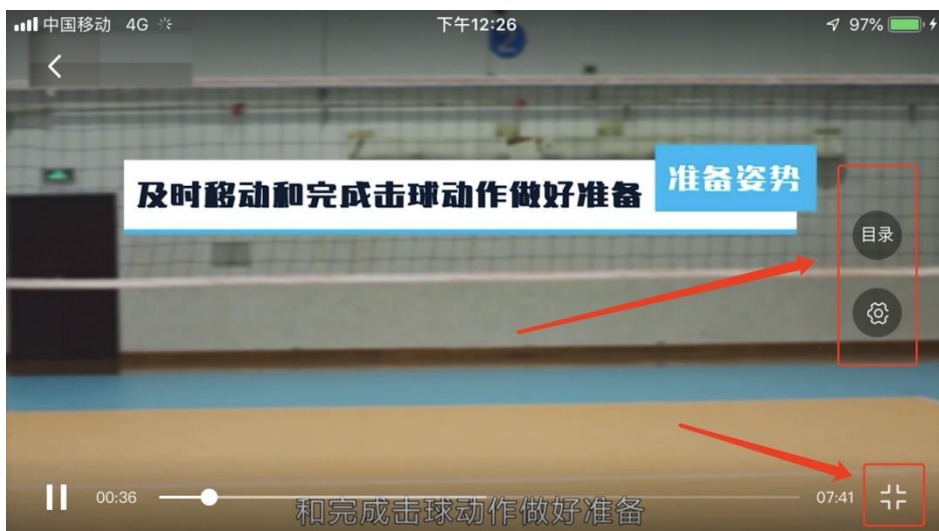 中国移动 4G 下午12:26 97%
2
准备姿势
及时移动和完成击球动作做好准备
目录
00:36 07:41
和完成击球动作做好准备